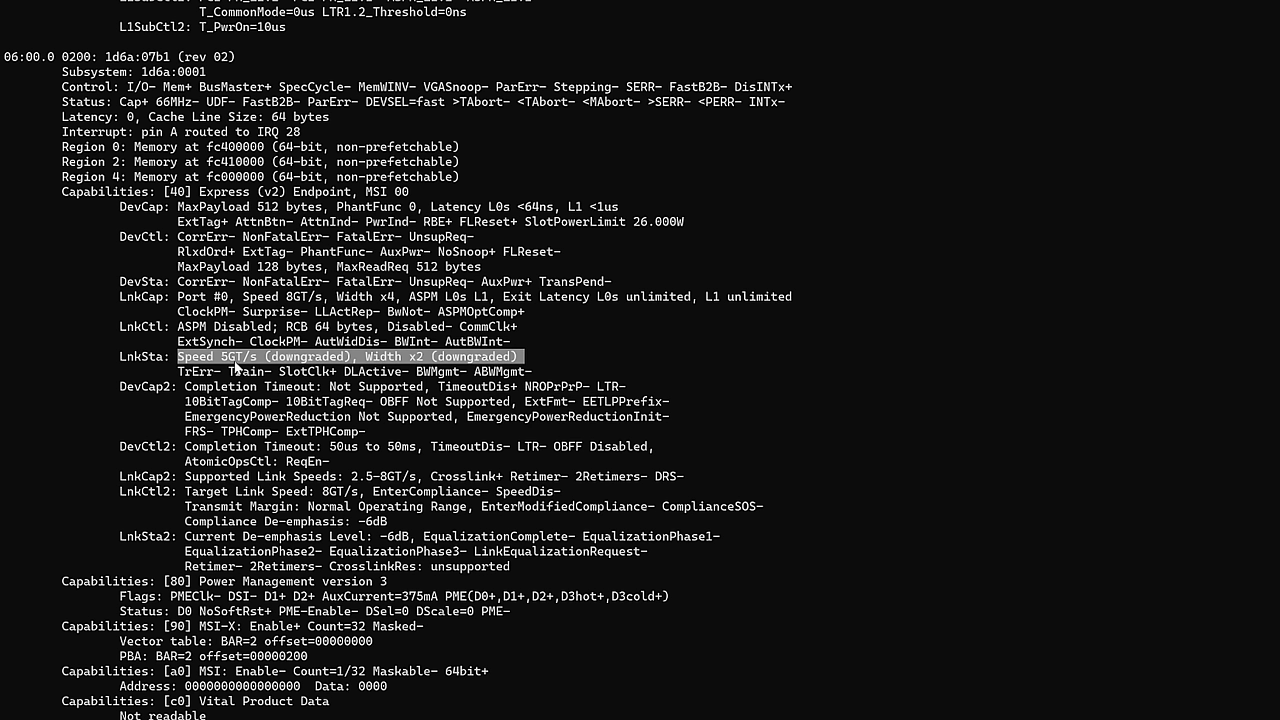 T_CommonMode=0us LTR1.2_Threshold=0ns
L1SubCtl2: T_PwrOn=10us
06:00.0 0200: 1d6a:07b1 (rev 02)
Subsystem: 1d6a:0001
Control: I/O- Mem+ BusMaster+ SpecCycle- MemWINV- VGASnoop- ParErr- Stepping- SERR- FastB2B- DisINTx+
Status: Cap+ 66MHz- UDF- FastB2B- ParErr- DEVSEL=fast >TAbort- <TAbort- <MAbort- >SERR- <PERR- INTx-
Latency: 0, Cache Line Size: 64 bytes
Interrupt: pin A routed to IRQ 28
Region 0: Memory at fc400000 (64-bit, non-prefetchable)
Region 2: Memory at fc410000 (64-bit, non-prefetchable)
Region 4: Memory at fc000000 (64-bit, non-prefetchable)
Capabilities: [40] Express (v2) Endpoint, MSI 00
DevCap: MaxPayload 512 bytes, PhantFunc 0, Latency L0s <64ns, L1 <1us
ExtTag+ AttnBtn- AttnInd- PwrInd- RBE+ FLReset+ SlotPowerLimit 26.000W
DevCtl: CorrErr- NonFatalErr- FatalErr- UnsupReq-
RlxdOrd+ ExtTag- PhantFunc- AuxPwr- NoSnoop+ FLReset-
MaxPayload 128 bytes, MaxReadReq 512 bytes
DevSta: CorrErr- NonFatalErr- FatalErr- UnsupReq- AuxPwr+ TransPend-
LnkCap: Port #0, Speed 8GT/s, Width x4, ASPM L0s L1, Exit Latency L0s unlimited, L1 unlimited
ClockPM- Surprise- LLActRep- BwNot- ASPMOptComp+
LnkCtl: ASPM Disabled; RCB 64 bytes, Disabled- CommClk+
ExtSynch- ClockPM- AutWidDis- BWInt- AutBWInt-
LnkSta: Speed 5GT/s (downgraded), Width x2 (downgraded)
TrErr- Train- SlotClk+ DLActive- BWMgmt- ABWMgmt-
DevCap2: Completion Timeout: Not Supported, TimeoutDis+ NROPrPrP- LTR-
10BitTagComp- 10BitTagReq- OBFF Not Supported, ExtFmt- EETLPPrefix-
EmergencyPowerReduction Not Supported, EmergencyPowerReductionInit-
FRS- TPHComp- ExtTPHComp-
DevCtl2: Completion Timeout: 50us to 50ms, TimeoutDis- LTR- OBFF Disabled,
AtomicOpsCtl: ReqEn-
LnkCap2: Supported Link Speeds: 2.5-8GT/s, Crosslink+ Retimer- 2Retimers- DRS-
LnkCtl2: Target Link Speed: 8GT/s, EnterCompliance- SpeedDis-
Transmit Margin: Normal Operating Range, EnterModifiedCompliance- ComplianceSOS-
Compliance De-emphasis: -6dB
LnkSta2: Current De-emphasis Level: -6dB, EqualizationComplete- EqualizationPhase1-
EqualizationPhase2- EqualizationPhase3- LinkEqualizationRequest-
Retimer- 2Retimers- CrosslinkRes: unsupported
Capabilities: [80] Power Management version 3
Flags: PMEClk- DSI- D1+ D2+ AuxCurrent=375mA PME(D0+,D1+,D2+,D3hot+,D3cold+)
Status: D0 NoSoftRst+ PME-Enable- DSel=0 DScale=0 PME-
Capabilities: [90] MSI-X: Enable+ Count=32 Masked-
Vector table: BAR=2 offset=00000000
PBA: BAR=2 offset=00000200
Capabilities: [a0] MSI: Enable- Count=1/32 Maskable- 64bit+
Address: 0000000000000000  Data: 0000
Capabilities: [c0] Vital Product Data
Not readable